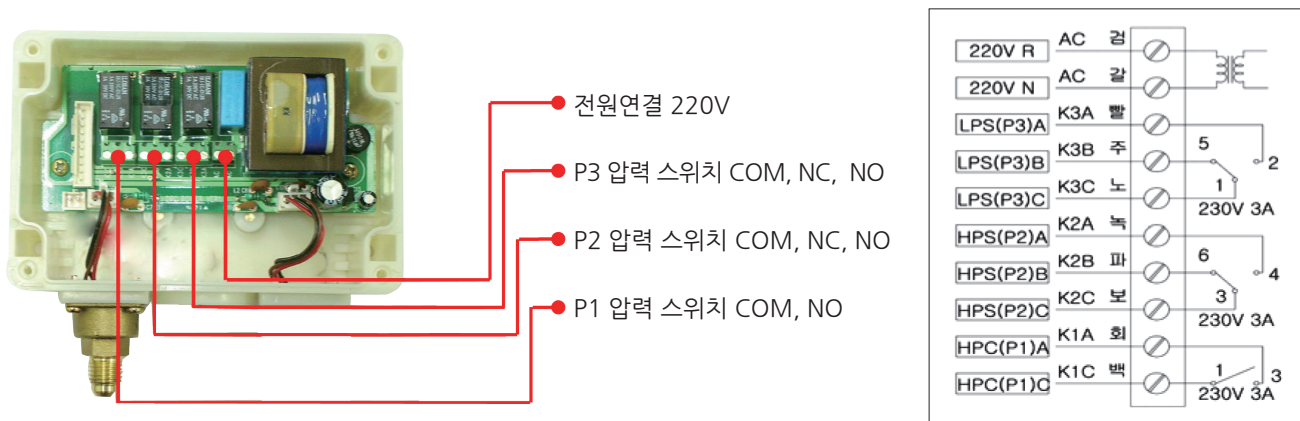 전원연결 220V
P3 압력 스위치 COM, NC, NO
P2 압력 스위치 COM, NC, NO
P1 압력 스위치 COM, NO
220V R AC 검
220V N AC 갈
LPS(P3)A K3A 빨
LPS(P3)B K3B 주
LPS(P3)C K3C 노
5 2
1
230V 3A
HPS(P2)A K2A 녹
HPS(P2)B K2B 파
HPS(P2)C K2C 보
6 4
3
230V 3A
HPC(P1)A K1A 회
HPC(P1)C K1C 백
1 3
230V 3A